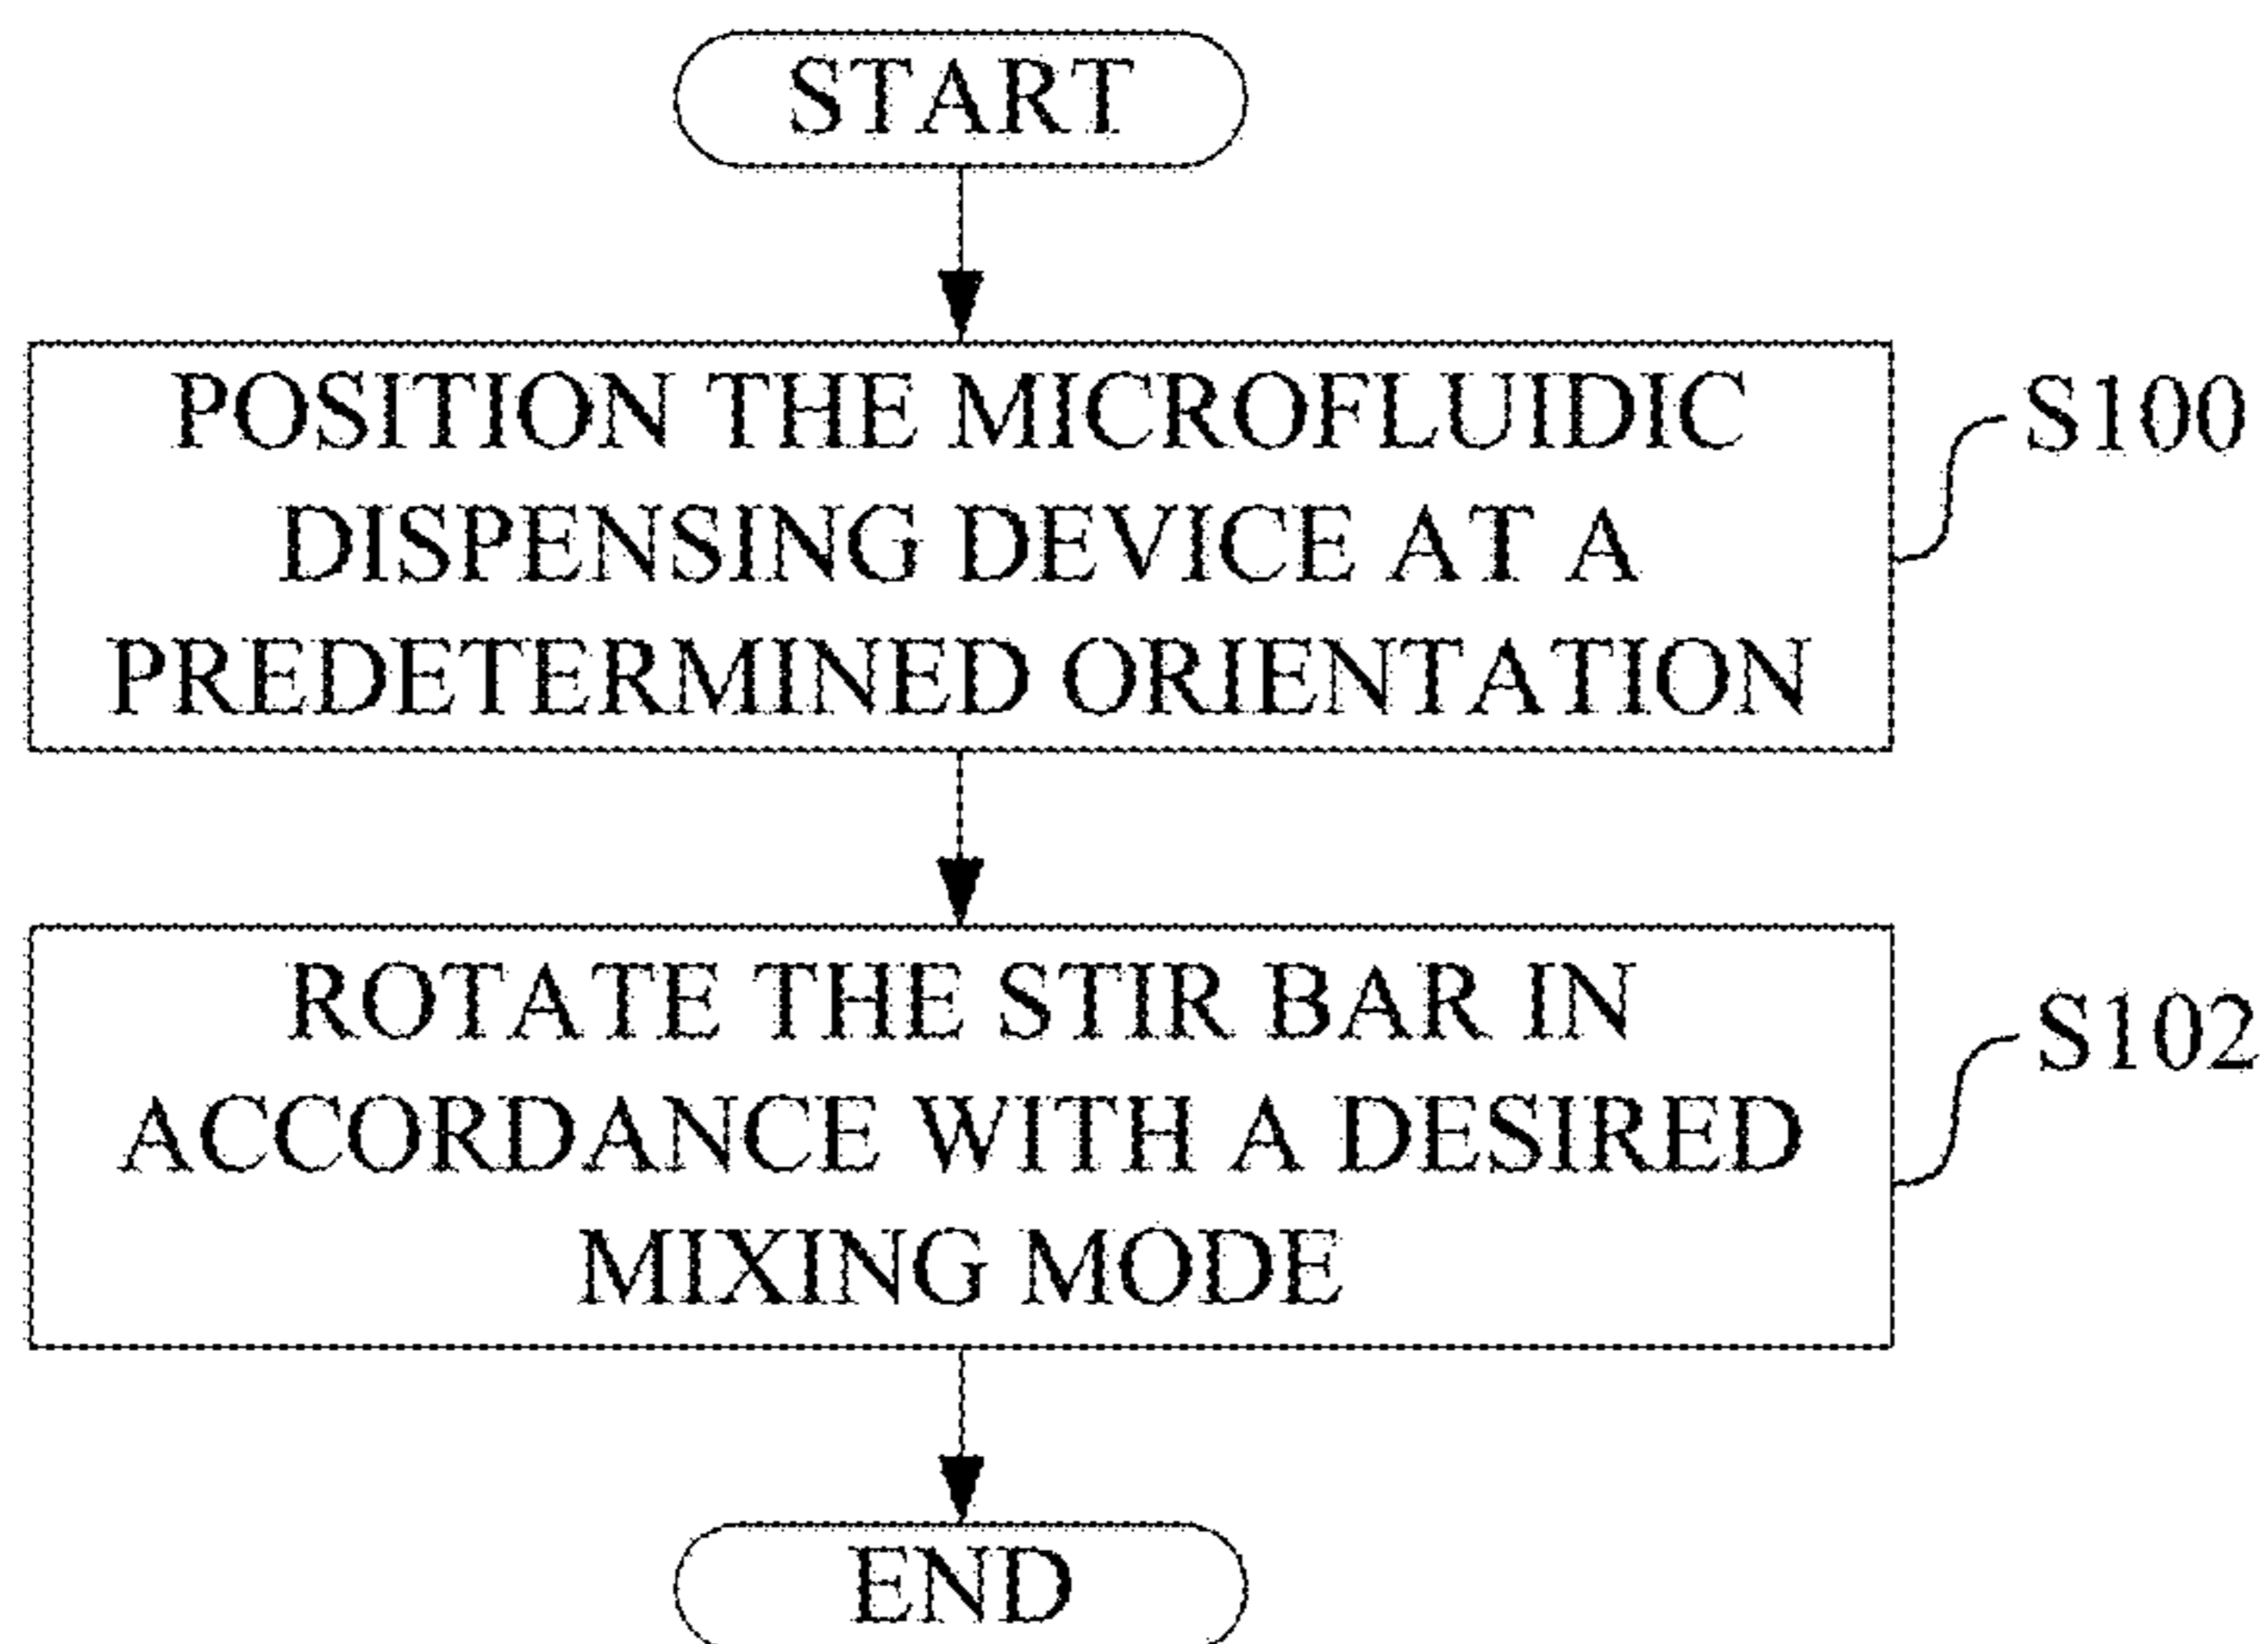 START
POSITION THE MICROFLUIDIC
DISPENSING DEVICE AT A
PREDETERMINED ORIENTATION
S100
ROTATE THE STIR BAR IN
ACCORDANCE WITH A DESIRED
MIXING MODE
S102
END